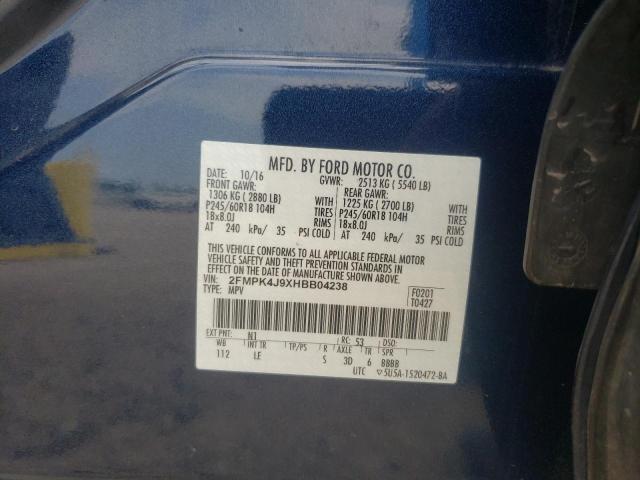 MFD. BY FORD MOTOR CO.
DATE: 10/16 GVWR: 2513 KG ( 5540 LB)
FRONT GAWR: REAR GAWR:
1306 KG ( 2880 LB) 1225 KG ( 2700 LB)
P245/60R18 104H TIRES P245/60R18 104H TIRES
18x8.0J RIMS 18x8.0J RIMS
AT 240 kPa/ 35 PSI COLD AT 240 kPa/ 35 PSI COLD
THIS VEHICLE CONFORMS TO ALL APPLICABLE FEDERAL MOTOR
VEHICLE SAFETY AND THEFT PREVENTION STANDARDS IN
EFFECT ON THE DATE OF MANUFACTURE SHOWN ABOVE.
VIN: 2FMPK4J9XHBB04238 F0201
TYPE: MPV T0427
EXT PNT: N1 RC: 53 DSO:
WB INT TR TP/PS R AXLE TR SPR
112 LE S 3D 6 BBBB
UTC ▽5U5A-1520472-BA